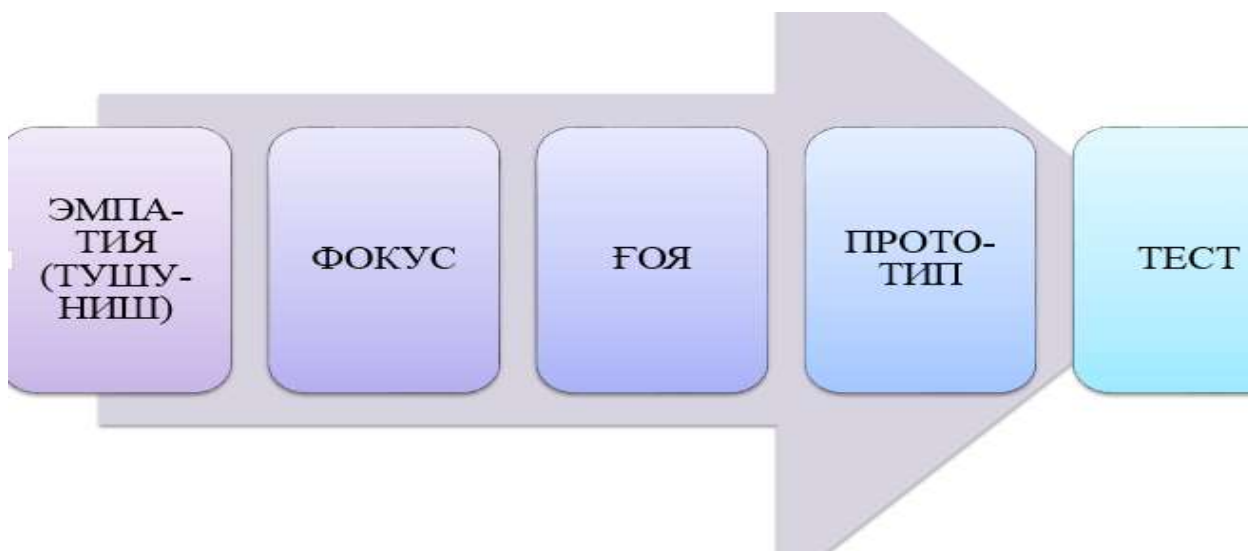 ЭМПА-
ТИЯ
(ТУШУ-
НИШ)
ФОКУС
ҒОЯ
ПРОТО-
ТИП
ТЕСТ